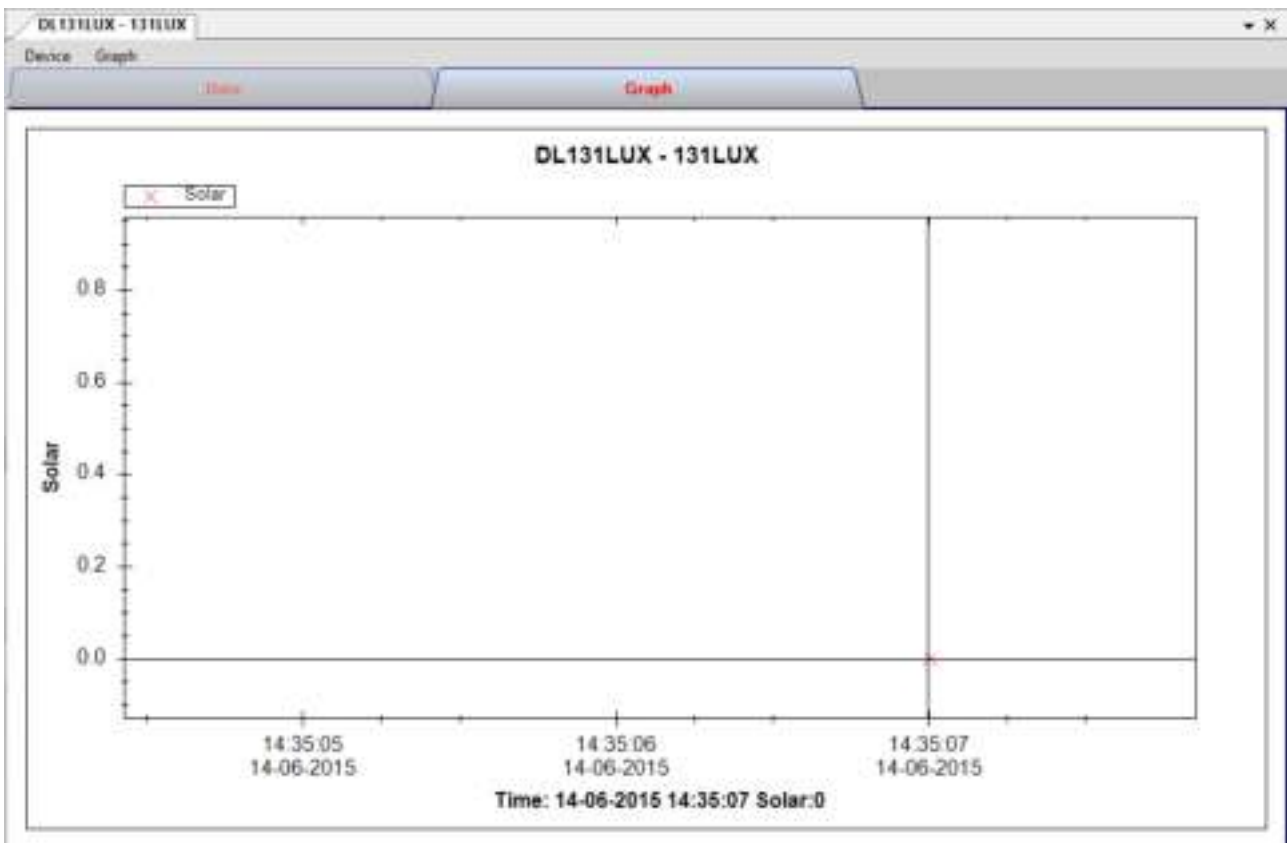 DL131LUX - 131LUX
Device Graph
Data Graph
DL131LUX - 131LUX
Solar
0.8
0.6
0.4
0.2
0.0
Solar
14:35:05 14:35:06 14:35:07
14-06-2015 14-06-2015 14-06-2015
Time: 14-06-2015 14:35:07 Solar:0